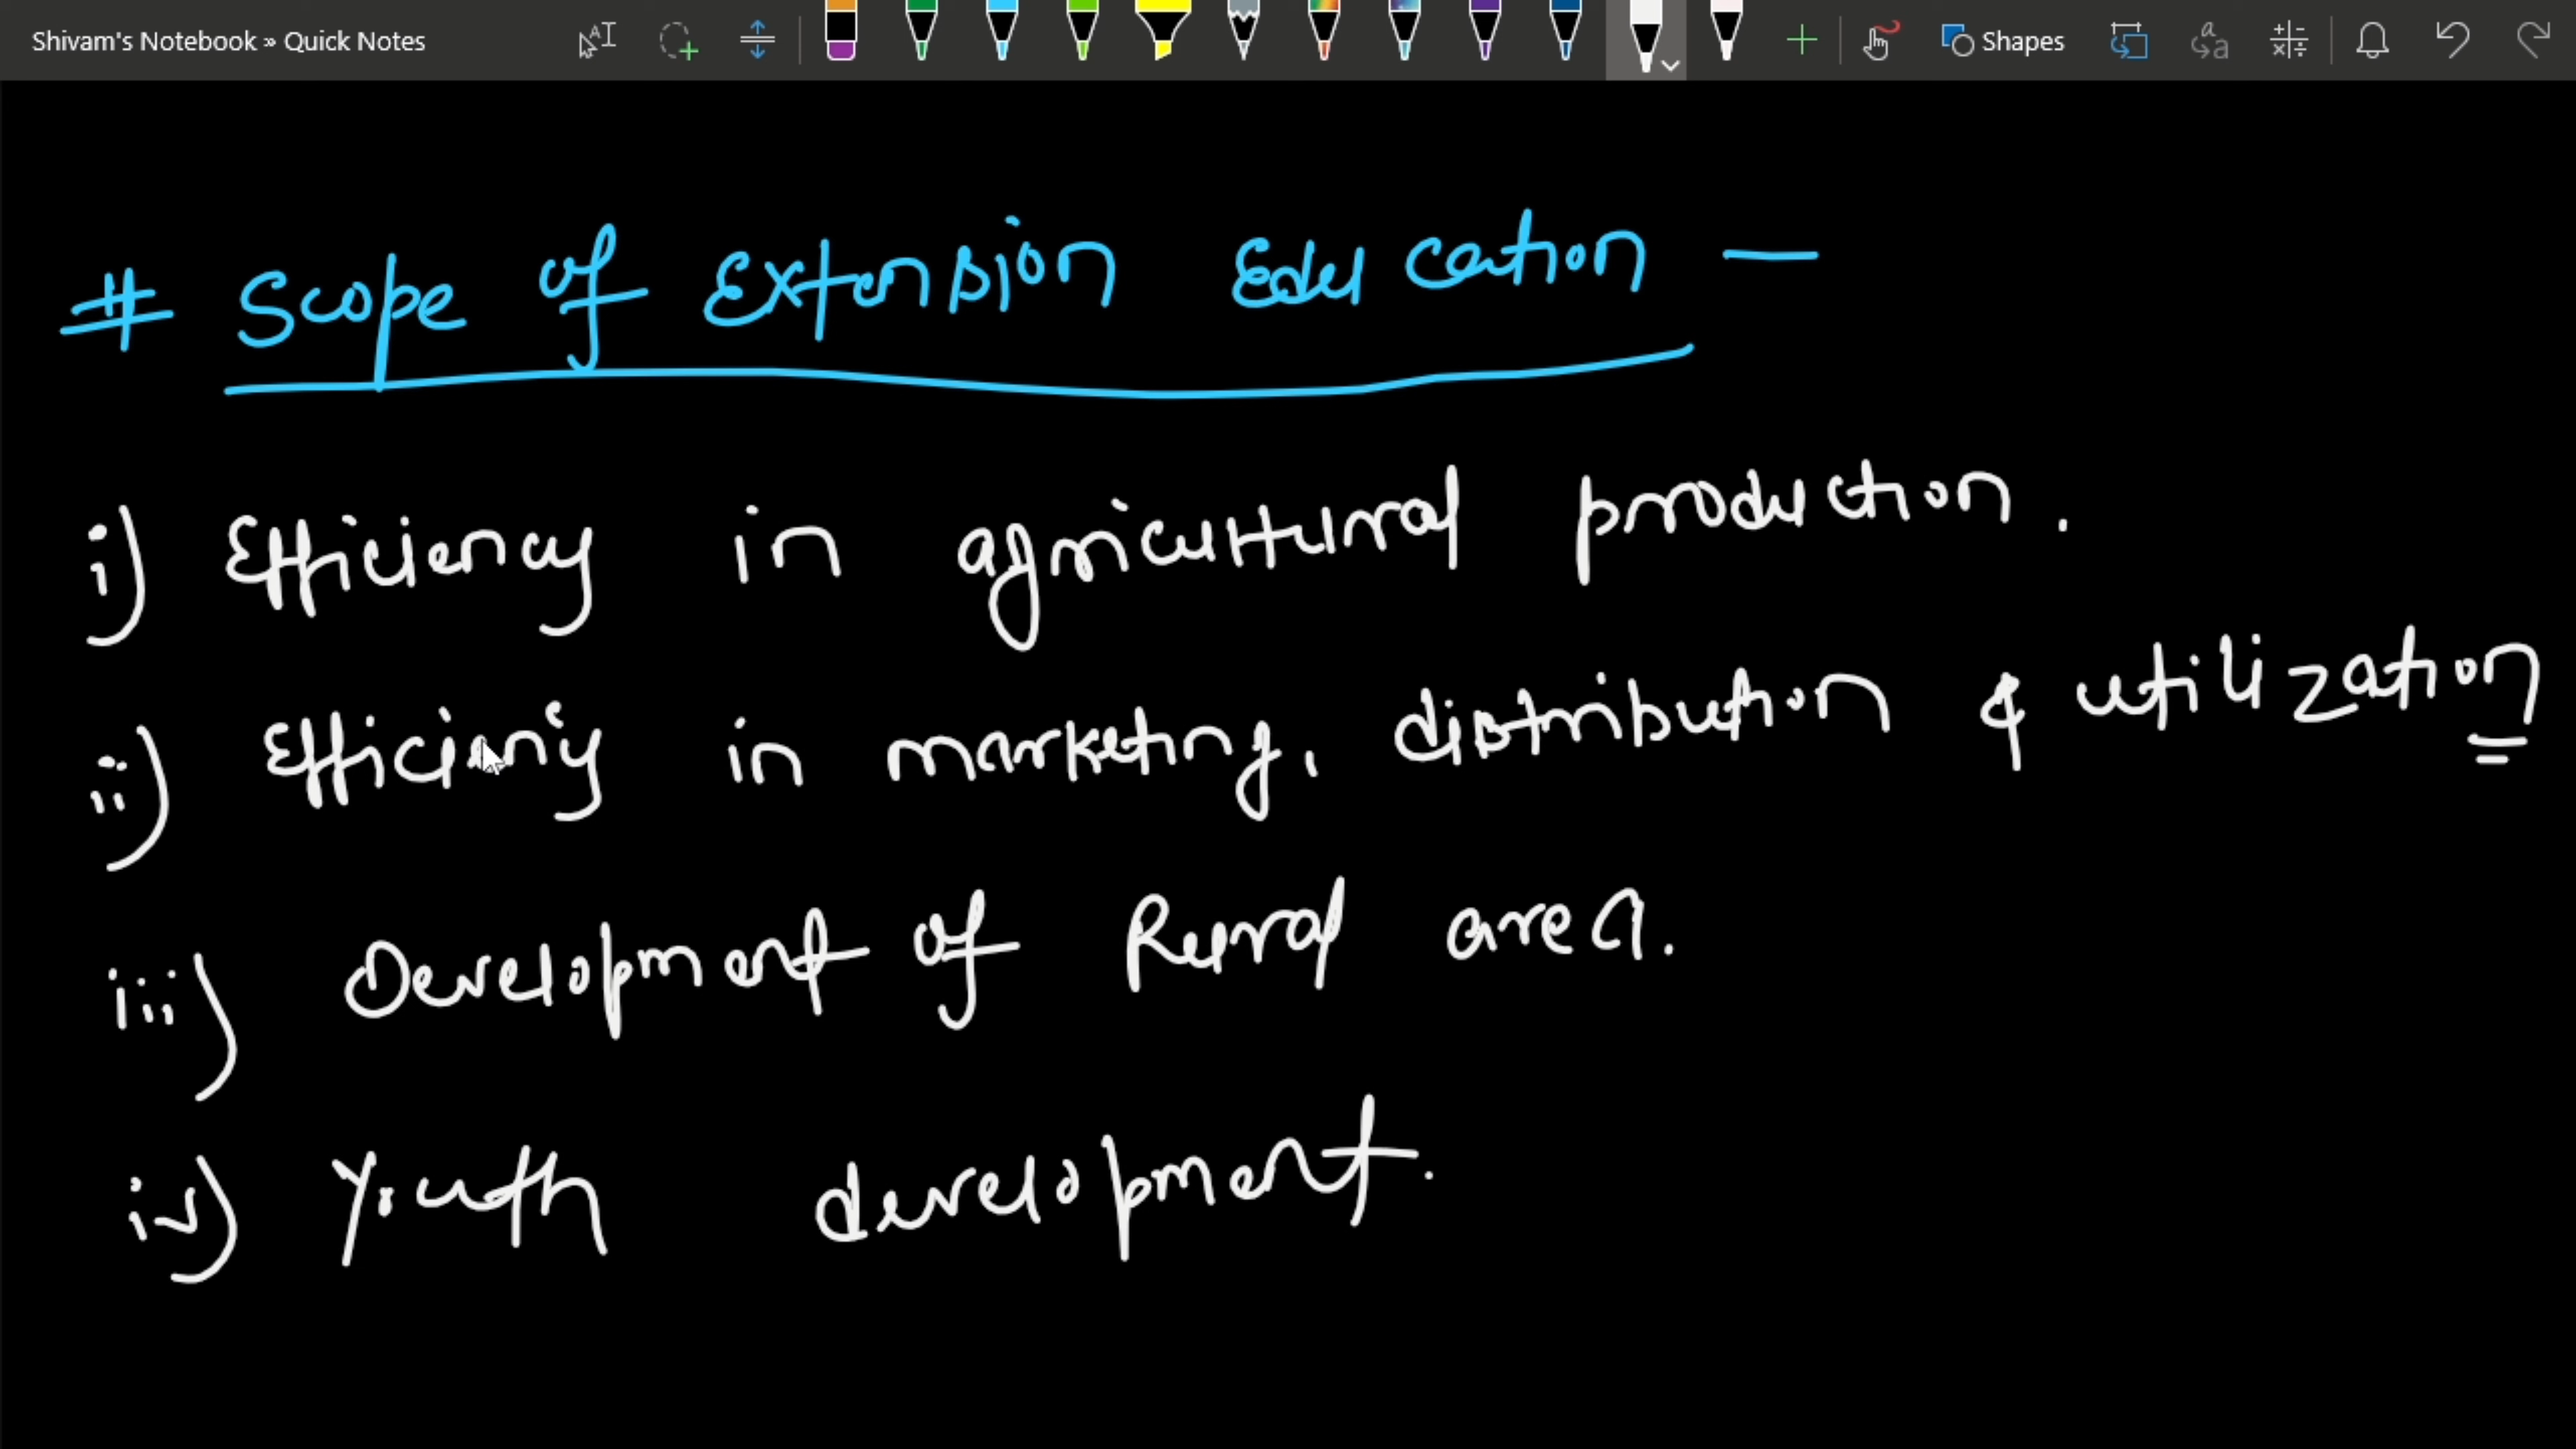 Shivam's Notebook » Quick Notes Shapes
# Scope of Extension Education —
i) Efficiency in agricultural production.
ii) Efficiency in marketing, distribution & utilization
iii) Development of Rural area.
iv) Youth development.